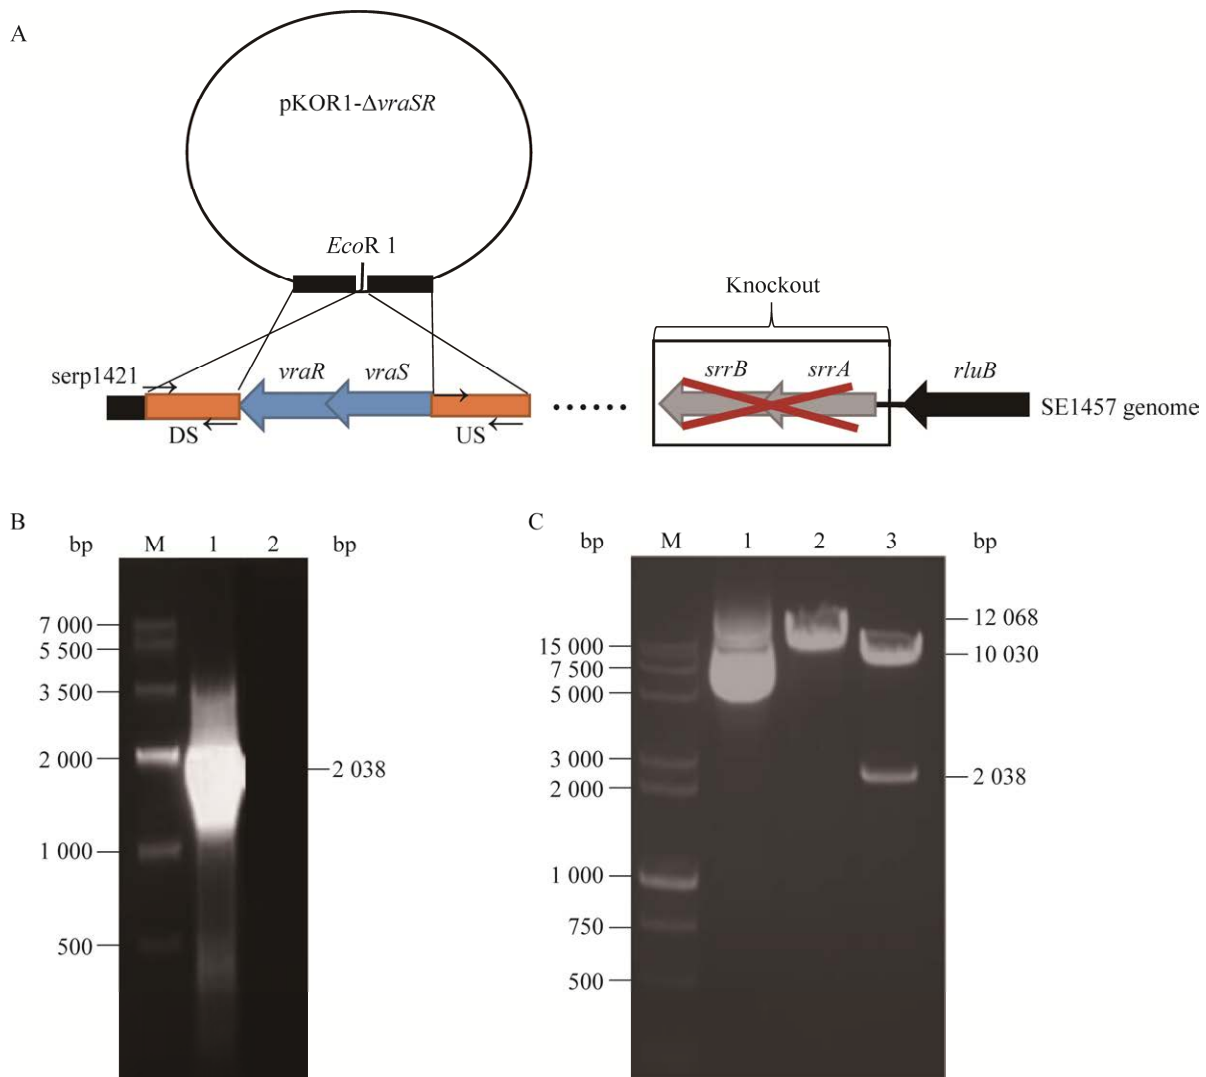 A
pKOR1-ΔvraSR
EcoR 1
Knockout
serp1421
vraR
vraS
srrB
srrA
rluB
DS
US
SE1457 genome
B
bp M 1 2 bp
7 000
5 500
3 500
2 000
2 038
1 000
500
C
bp M 1 2 3 bp
12 068
15 000
10 030
7 500
5 000
3 000
2 038
2 000
1 000
750
500